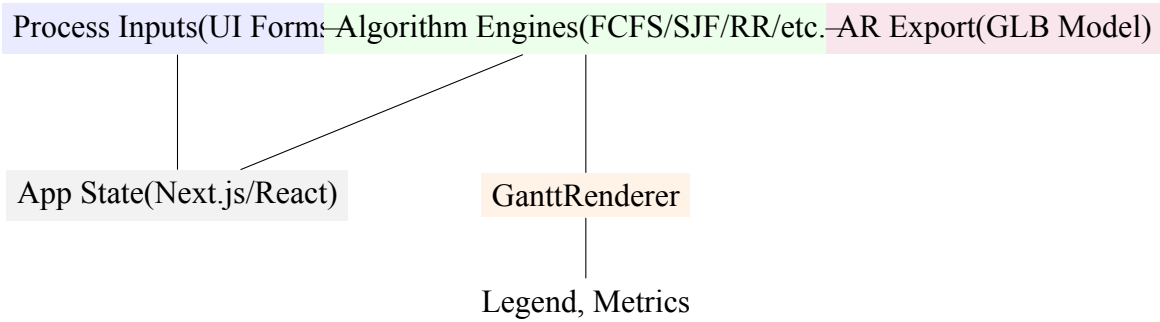 Process Inputs(UI Forms
Algorithm Engines(FCFS/SJF/RR/etc.
AR Export(GLB Model)
App State(Next.js/React)
GanttRenderer
Legend, Metrics